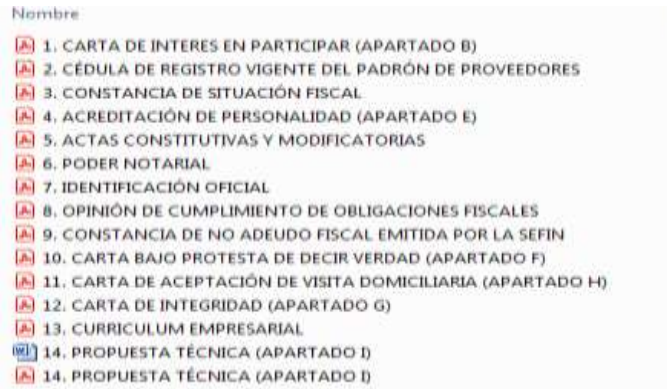 Nombre
1. CARTA DE INTERES EN PARTICIPAR (APARTADO B)
2. CÉDULA DE REGISTRO VIGENTE DEL PADRÓN DE PROVEEDORES
3. CONSTANCIA DE SITUACIÓN FISCAL
4. ACREDITACIÓN DE PERSONALIDAD (APARTADO E)
5. ACTAS CONSTITUTIVAS Y MODIFICATORIAS
6. PODER NOTARIAL
7. IDENTIFICACIÓN OFICIAL
8. OPINIÓN DE CUMPLIMIENTO DE OBLIGACIONES FISCALES
9. CONSTANCIA DE NO ADEUDO FISCAL EMITIDA POR LA SEFIN
10. CARTA BAJO PROTESTA DE DECIR VERDAD (APARTADO F)
11. CARTA DE ACEPTACIÓN DE VISITA DOMICILIARIA (APARTADO H)
12. CARTA DE INTEGRIDAD (APARTADO G)
13. CURRICULUM EMPRESARIAL
14. PROPUESTA TÉCNICA (APARTADO I)
14. PROPUESTA TÉCNICA (APARTADO I)